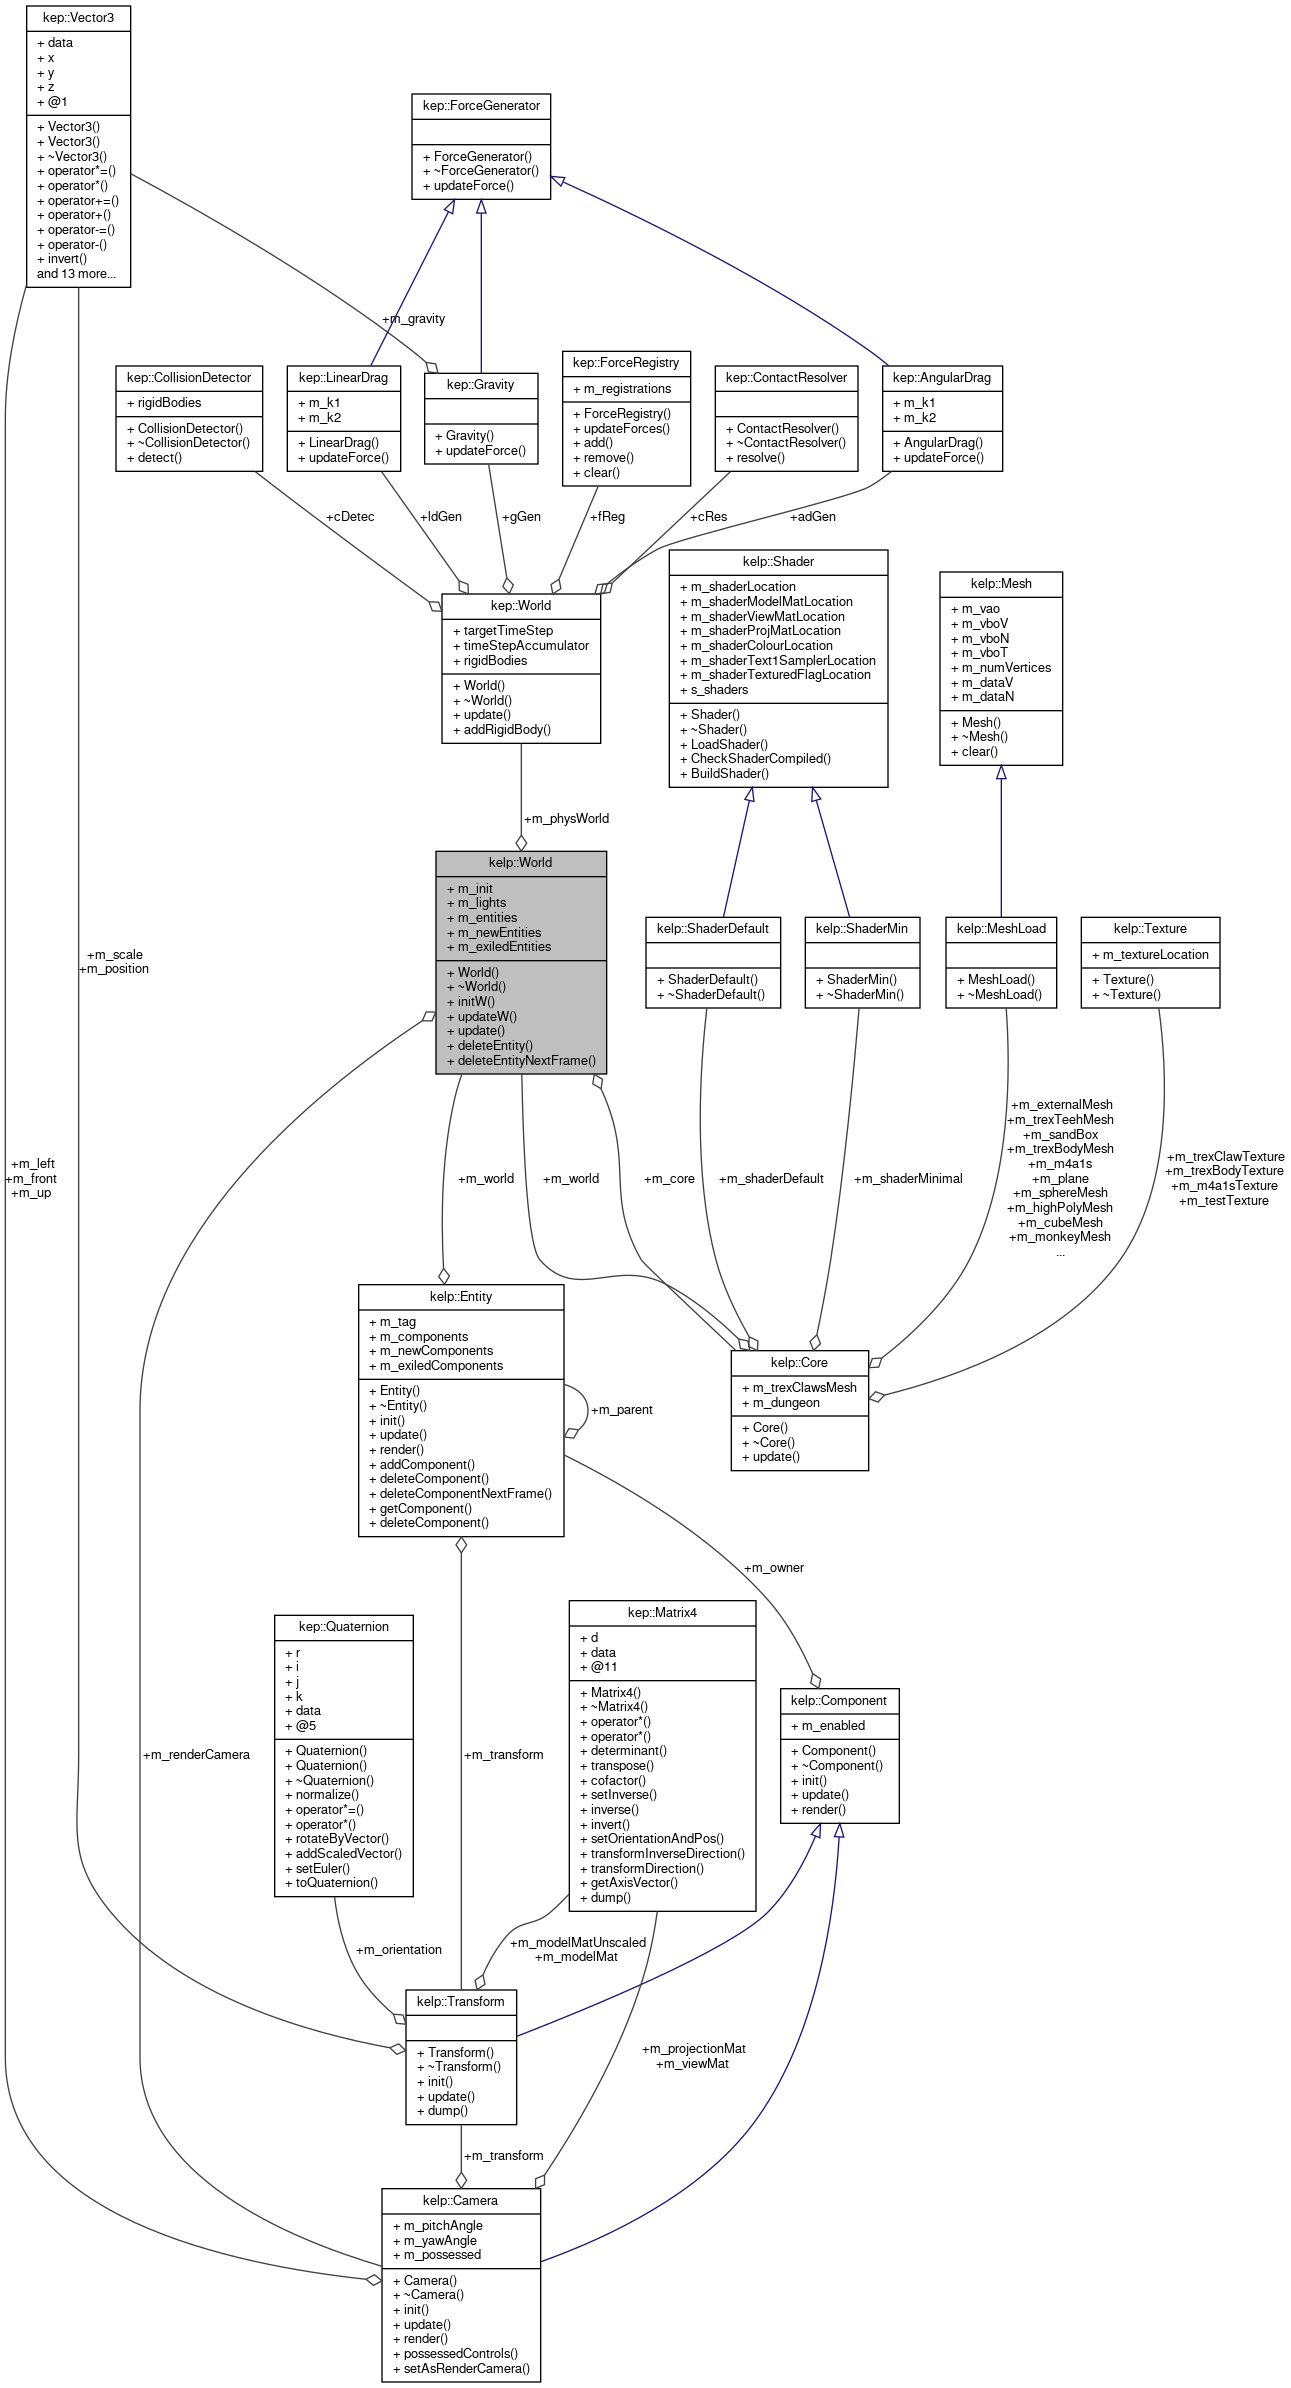 kep::Vector3
+ data
+ x
+ y
+ z
+ @1
+ Vector3()
+ Vector3()
+ ~Vector3()
+ operator*=()
+ operator*()
+ operator+=()
+ operator+()
+ operator-=()
+ operator-()
+ invert()
and 13 more...
kep::ForceGenerator
+ ForceGenerator()
+ ~ForceGenerator()
+ updateForce()
+m_gravity
kep::CollisionDetector
+ rigidBodies
+ CollisionDetector()
+ ~CollisionDetector()
+ detect()
kep::LinearDrag
+ m_k1
+ m_k2
+ LinearDrag()
+ updateForce()
kep::Gravity
+ Gravity()
+ updateForce()
kep::ForceRegistry
+ m_registrations
+ ForceRegistry()
+ updateForces()
+ add()
+ remove()
+ clear()
kep::ContactResolver
+ ContactResolver()
+ ~ContactResolver()
+ resolve()
kep::AngularDrag
+ m_k1
+ m_k2
+ AngularDrag()
+ updateForce()
+cDetec
+ldGen
+gGen
+fReg
+cRes
+adGen
kep::World
+ targetTimeStep
+ timeStepAccumulator
+ rigidBodies
+ World()
+ ~World()
+ update()
+ addRigidBody()
kelp::Shader
+ m_shaderLocation
+ m_shaderModelMatLocation
+ m_shaderViewMatLocation
+ m_shaderProjMatLocation
+ m_shaderColourLocation
+ m_shaderText1SamplerLocation
+ m_shaderTexturedFlagLocation
+ s_shaders
+ Shader()
+ ~Shader()
+ LoadShader()
+ CheckShaderCompiled()
+ BuildShader()
kelp::Mesh
+ m_vao
+ m_vboV
+ m_vboN
+ m_vboT
+ m_numVertices
+ m_dataV
+ m_dataN
+ Mesh()
+ ~Mesh()
+ clear()
+m_physWorld
kelp::World
+ m_init
+ m_lights
+ m_entities
+ m_newEntities
+ m_exiledEntities
+ World()
+ ~World()
+ initW()
+ updateW()
+ update()
+ deleteEntity()
+ deleteEntityNextFrame()
kelp::ShaderDefault
+ ShaderDefault()
+ ~ShaderDefault()
kelp::ShaderMin
+ ShaderMin()
+ ~ShaderMin()
kelp::MeshLoad
+ MeshLoad()
+ ~MeshLoad()
kelp::Texture
+ m_textureLocation
+ Texture()
+ ~Texture()
+m_scale
+m_position
+m_left
+m_front
+m_up
+m_world
+m_world
+m_core
+m_shaderDefault
+m_shaderMinimal
+m_externalMesh
+m_trexTeehMesh
+m_sandBox
+m_trexBodyMesh
+m_m4a1s
+m_plane
+m_sphereMesh
+m_highPolyMesh
+m_cubeMesh
+m_monkeyMesh
...
+m_trexClawTexture
+m_trexBodyTexture
+m_m4a1sTexture
+m_testTexture
kelp::Entity
+ m_tag
+ m_components
+ m_newComponents
+ m_exiledComponents
+ Entity()
+ ~Entity()
+ init()
+ update()
+ render()
+ addComponent()
+ deleteComponent()
+ deleteComponentNextFrame()
+ getComponent()
+ deleteComponent()
+m_parent
kelp::Core
+ m_trexClawsMesh
+ m_dungeon
+ Core()
+ ~Core()
+ update()
+m_owner
+m_renderCamera
+m_transform
kep::Quaternion
+ r
+ i
+ j
+ k
+ data
+ @5
+ Quaternion()
+ Quaternion()
+ ~Quaternion()
+ normalize()
+ operator*=()
+ operator*()
+ rotateByVector()
+ addScaledVector()
+ setEuler()
+ toQuaternion()
kep::Matrix4
+ d
+ data
+ @11
+ Matrix4()
+ ~Matrix4()
+ operator*()
+ operator*()
+ determinant()
+ transpose()
+ cofactor()
+ setInverse()
+ inverse()
+ invert()
+ setOrientationAndPos()
+ transformInverseDirection()
+ transformDirection()
+ getAxisVector()
+ dump()
kelp::Component
+ m_enabled
+ Component()
+ ~Component()
+ init()
+ update()
+ render()
+m_orientation
+m_modelMatUnscaled
+m_modelMat
kelp::Transform
+ Transform()
+ ~Transform()
+ init()
+ update()
+ dump()
+m_projectionMat
+m_viewMat
+m_transform
kelp::Camera
+ m_pitchAngle
+ m_yawAngle
+ m_possessed
+ Camera()
+ ~Camera()
+ init()
+ update()
+ render()
+ possessedControls()
+ setAsRenderCamera()